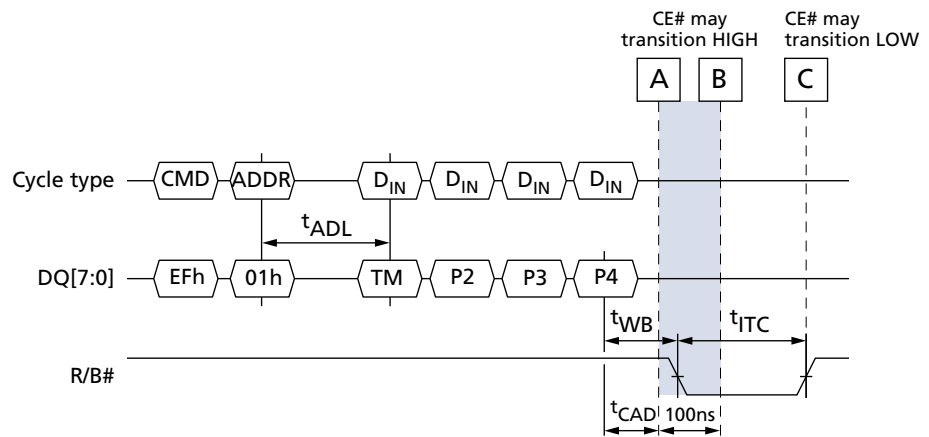 CE# may
transition HIGH
CE# may
transition LOW
A B C
Cycle type CMD ADDR DIN DIN DIN DIN
tADL
DQ[7:0] EFh 01h TM P2 P3 P4
tWB tITC
R/B#
tCAD 100ns